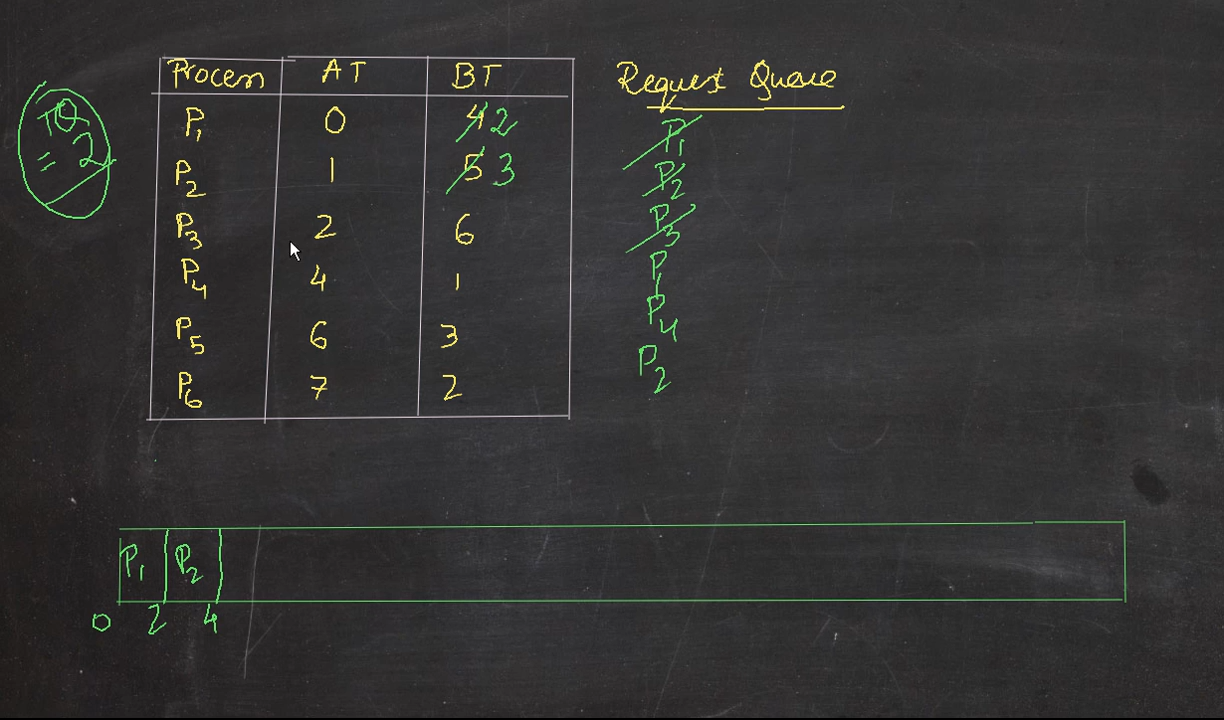 Process AT BT Request Queue
TQ = 2
P1 0 4 2 P1
P2 1 5 3 P2
P3 2 6 P3
P4 4 1 P1
P5 6 3 P4
P6 7 2 P2
P1 P2
0 2 4